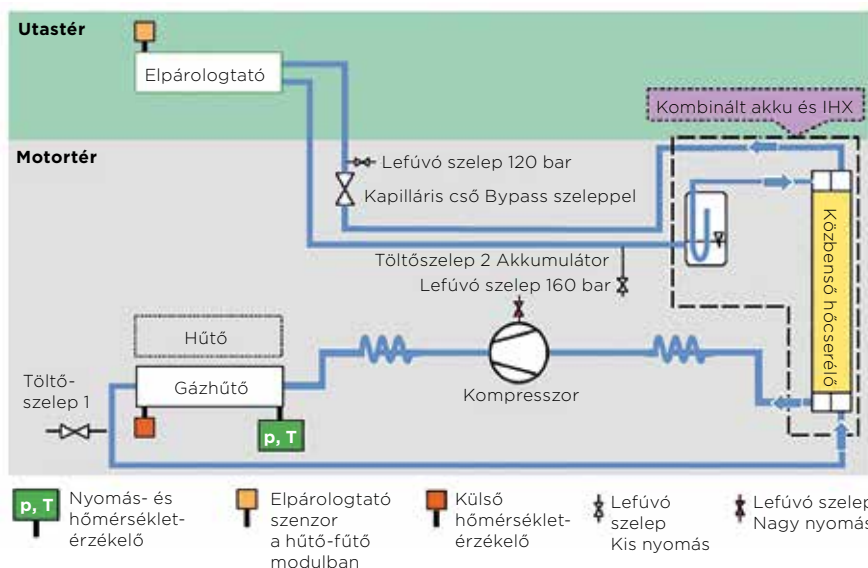 Utastér
Elpárologtató
Kombinált akku és IHX
Motortér
Lefúvó szelep 120 bar
Kapilláris cső Bypass szeleppel
Töltőszelep 2 Akkumulátor
Lefúvó szelep 160 bar
Közbenső hőcserélő
Hűtő
Töltő-
szelep 1
Gázhűtő
Kompresszor
p, T
p, T
Nyomás- és
hőmérséklet-
érzékelő
Elpárologtató
szenzor
a hűtő-fűtő
modulban
Külső
hőmérséklet-
érzékelő
Lefúvó
szelep
Kis nyomás
Lefúvó szelep
Nagy nyomás